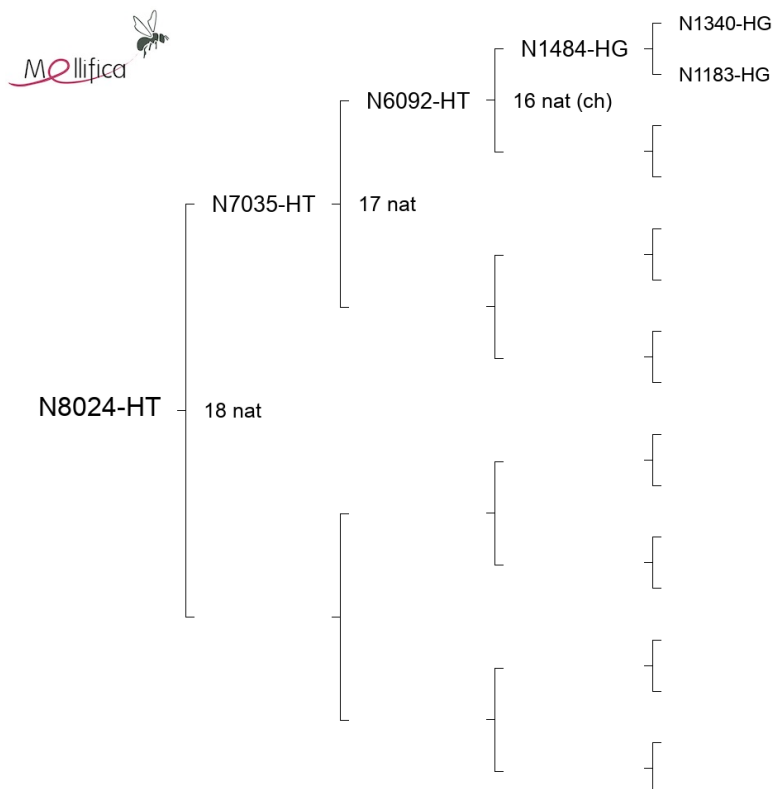 Mellifica
N1340-HG
N1484-HG
N1183-HG
N6092-HT
16 nat (ch)
N7035-HT
17 nat
N8024-HT
18 nat